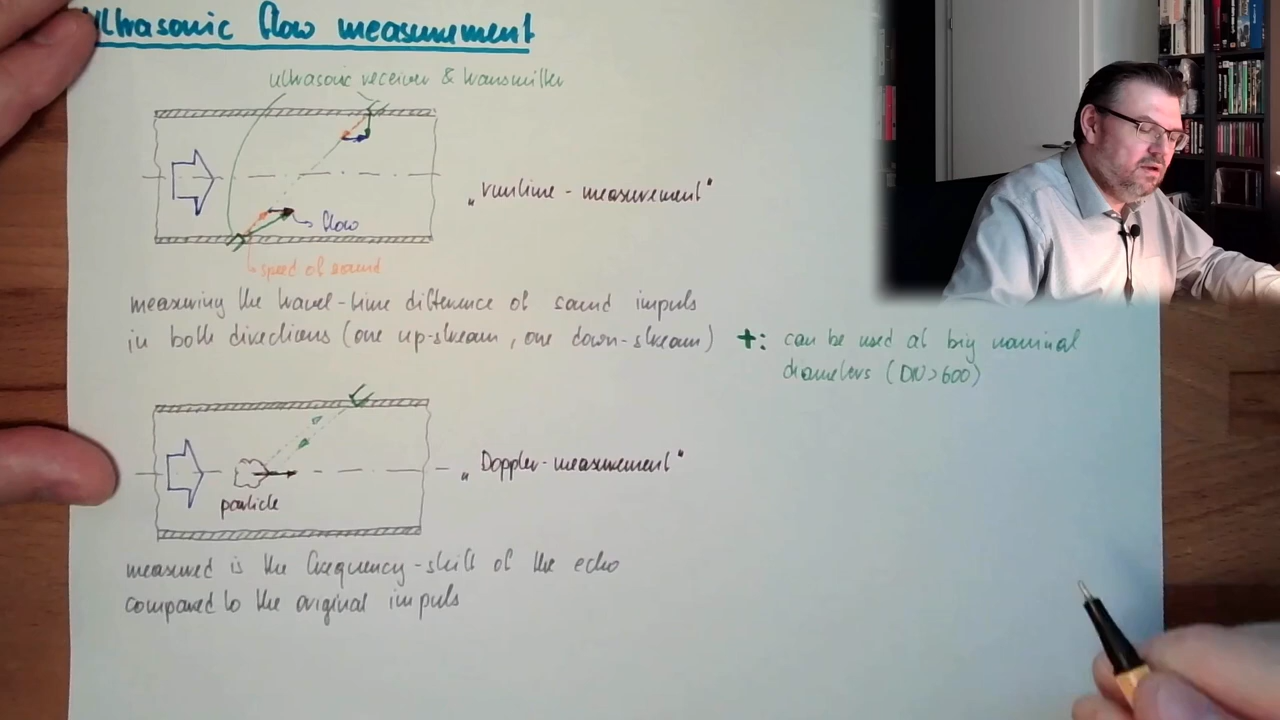 Ultrasonic flow measurement
ultrasonic receiver & transmitter
„runtime-measurement"
flow
speed of sound
measuring the travel-time difference of sound impuls
in both directions (one up-stream, one down-stream)
+: can be used at big nominal
diameters (DN>600)
„Doppler-measurement"
particle
measured is the frequency-shift of the echo
compared to the original impuls